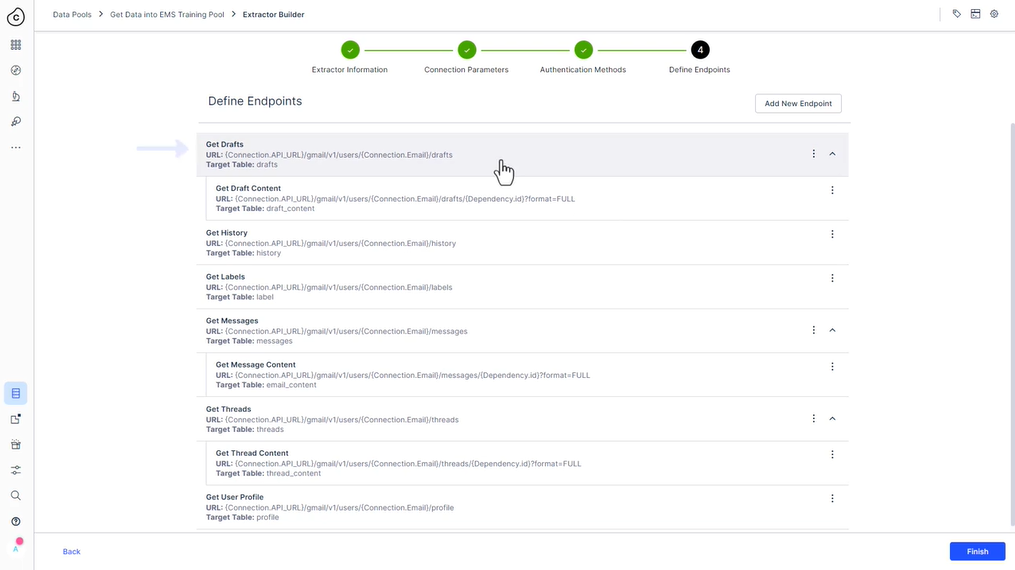 Data Pools > Get Data into EMS Training Pool > Extractor Builder
4
Extractor Information
Connection Parameters
Authentication Methods
Define Endpoints
Define Endpoints
Add New Endpoint
Get Drafts
URL: {Connection.API_URL}/gmail/v1/users/{Connection.Email}/drafts
Target Table: drafts
Get Draft Content
URL: {Connection.API_URL}/gmail/v1/users/{Connection.Email}/drafts/{Dependency.id}?format=FULL
Target Table: draft_content
Get History
URL: {Connection.API_URL}/gmail/v1/users/{Connection.Email}/history
Target Table: history
Get Labels
URL: {Connection.API_URL}/gmail/v1/users/{Connection.Email}/labels
Target Table: label
Get Messages
URL: {Connection.API_URL}/gmail/v1/users/{Connection.Email}/messages
Target Table: messages
Get Message Content
URL: {Connection.API_URL}/gmail/v1/users/{Connection.Email}/messages/{Dependency.id}?format=FULL
Target Table: email_content
Get Threads
URL: {Connection.API_URL}/gmail/v1/users/{Connection.Email}/threads
Target Table: threads
Get Thread Content
URL: {Connection.API_URL}/gmail/v1/users/{Connection.Email}/threads/{Dependency.id}?format=FULL
Target Table: thread_content
Get User Profile
URL: {Connection.API_URL}/gmail/v1/users/{Connection.Email}/profile
Target Table: profile
A
Back
Finish